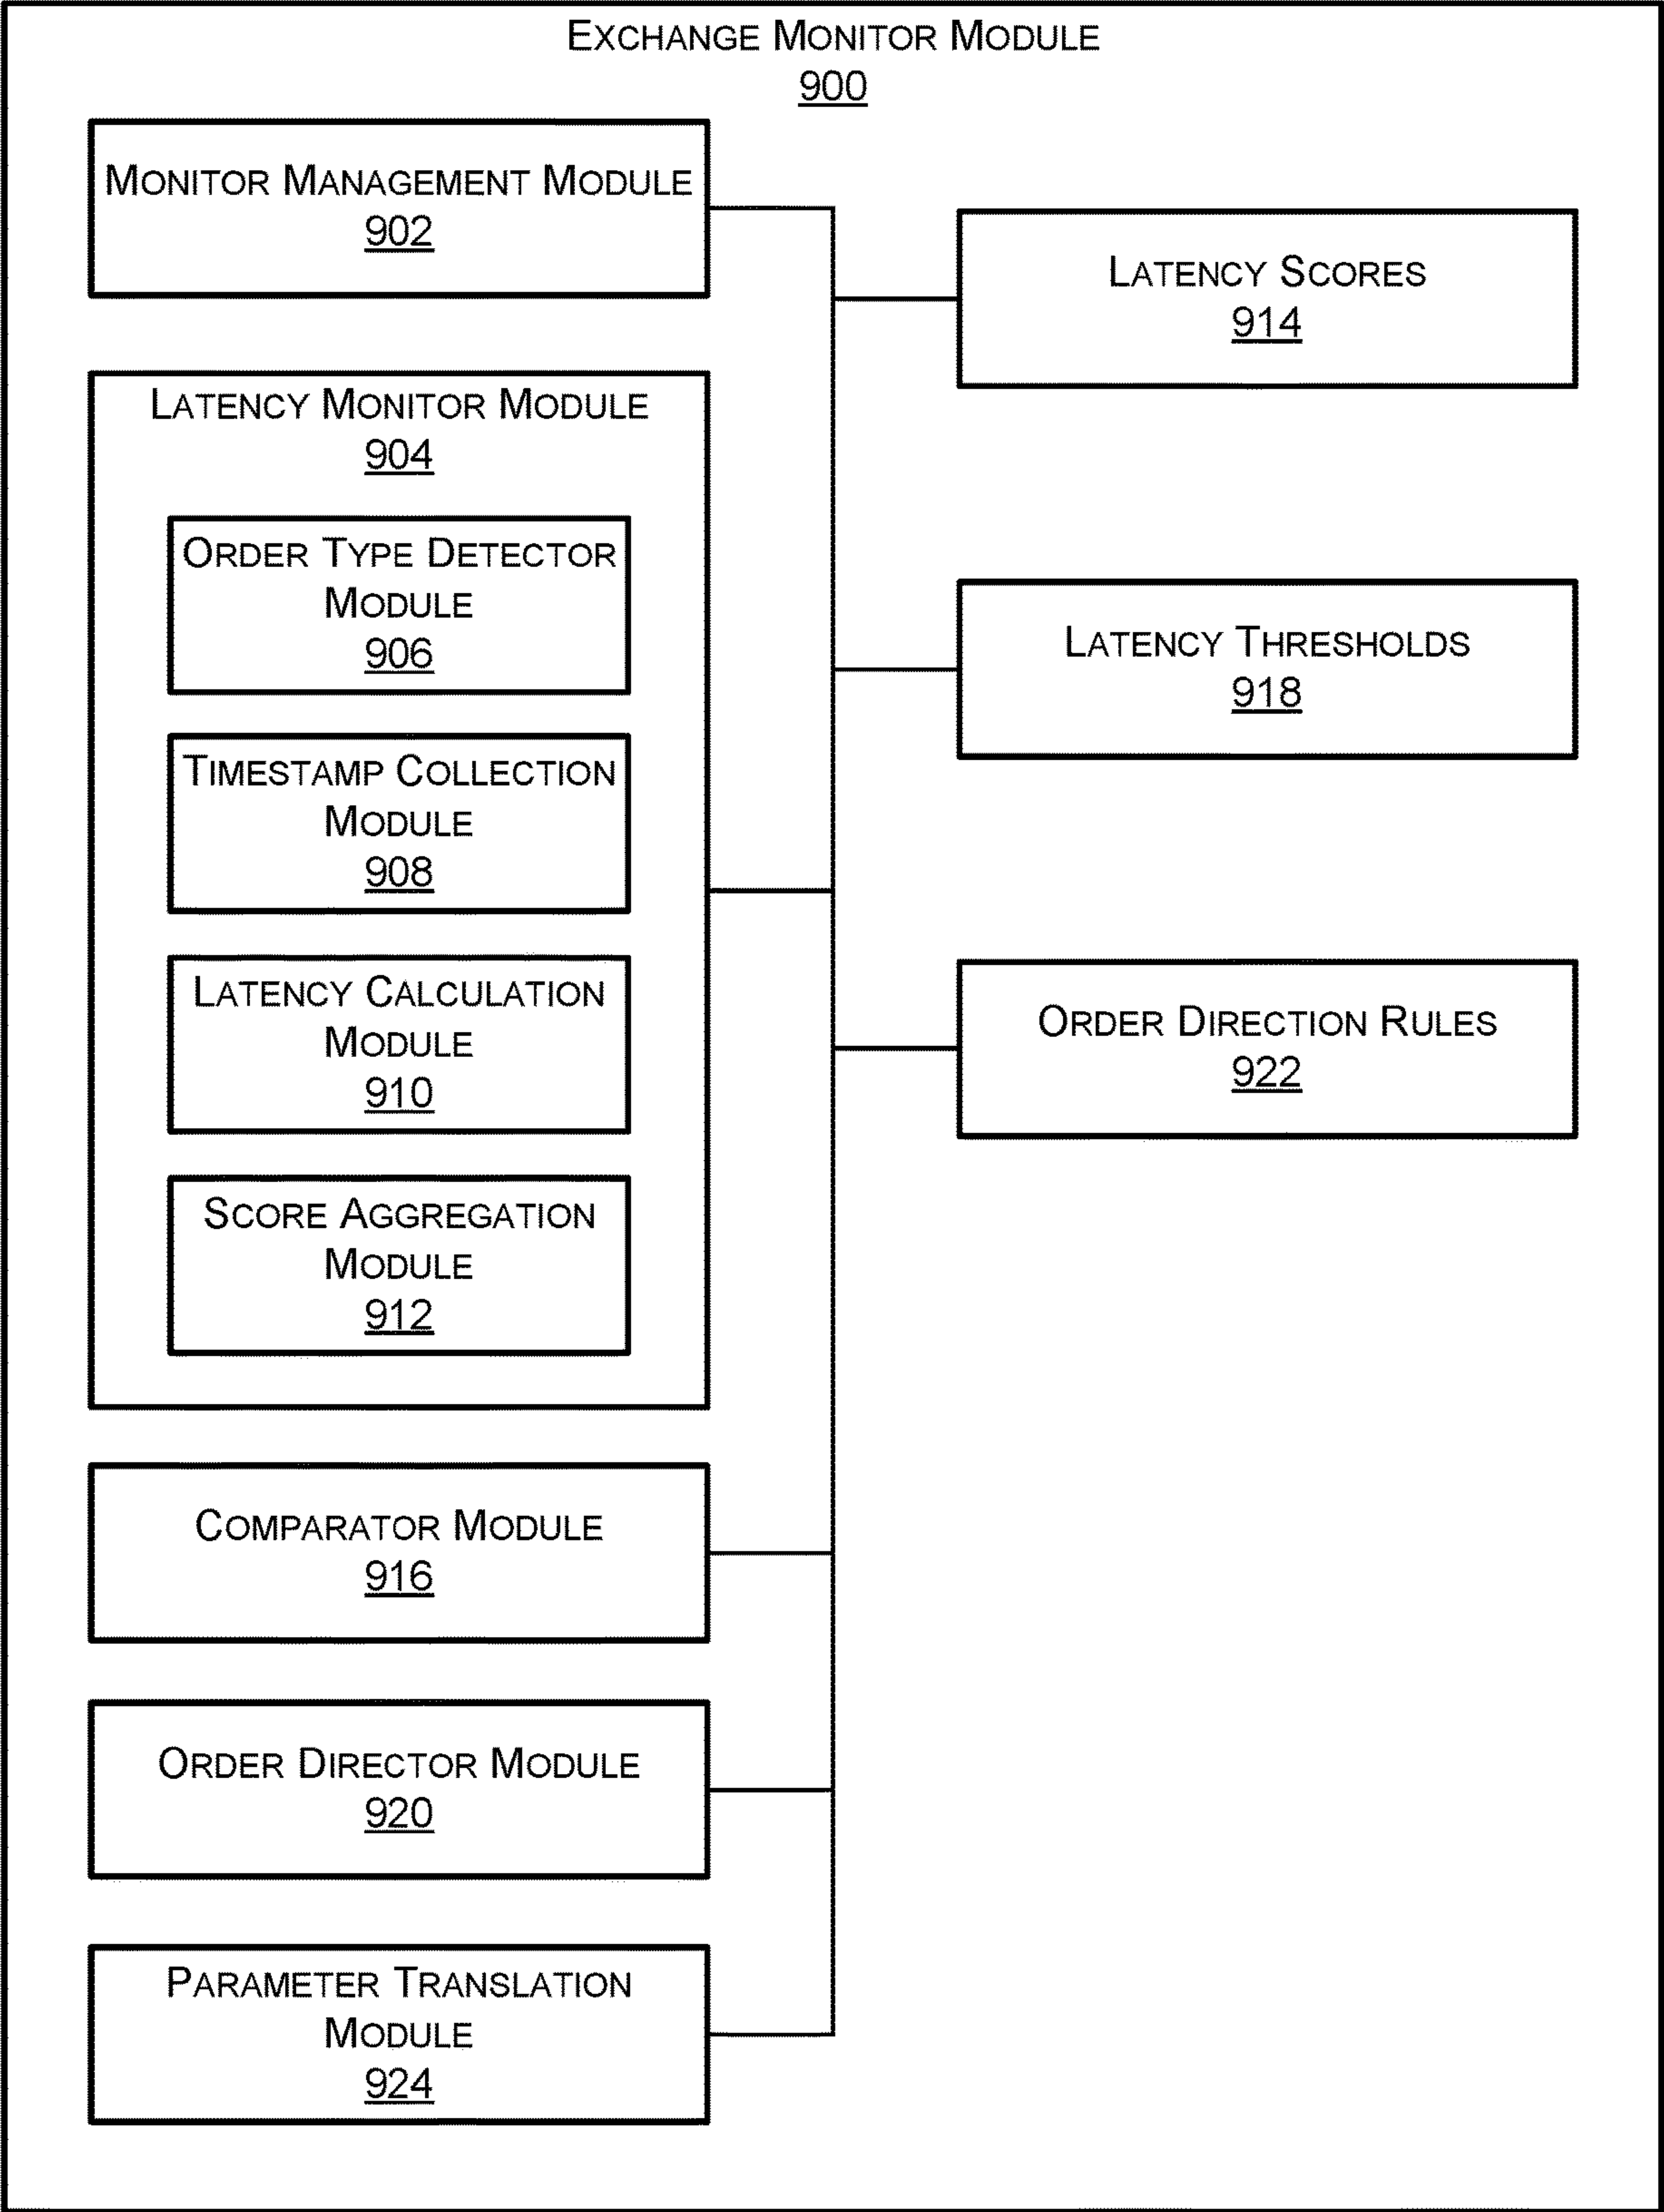 EXCHANGE MONITOR MODULE
900
MONITOR MANAGEMENT MODULE
902
LATENCY MONITOR MODULE
904
ORDER TYPE DETECTOR
MODULE
906
TIMESTAMP COLLECTION
MODULE
908
LATENCY CALCULATION
MODULE
910
SCORE AGGREGATION
MODULE
912
COMPARATOR MODULE
916
ORDER DIRECTOR MODULE
920
PARAMETER TRANSLATION
MODULE
924
LATENCY SCORES
914
LATENCY THRESHOLDS
918
ORDER DIRECTION RULES
922